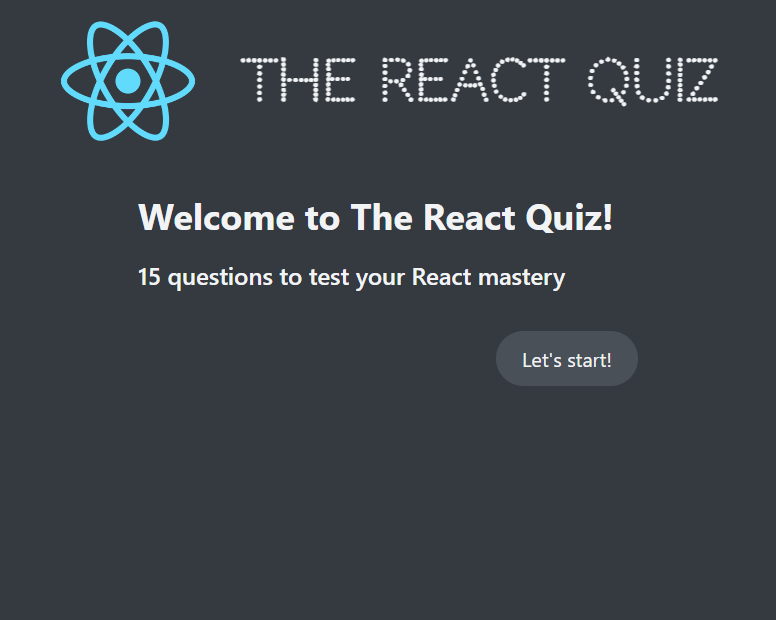 THE REACT QUIZ
Welcome to The React Quiz!
15 questions to test your React mastery
Let's start!